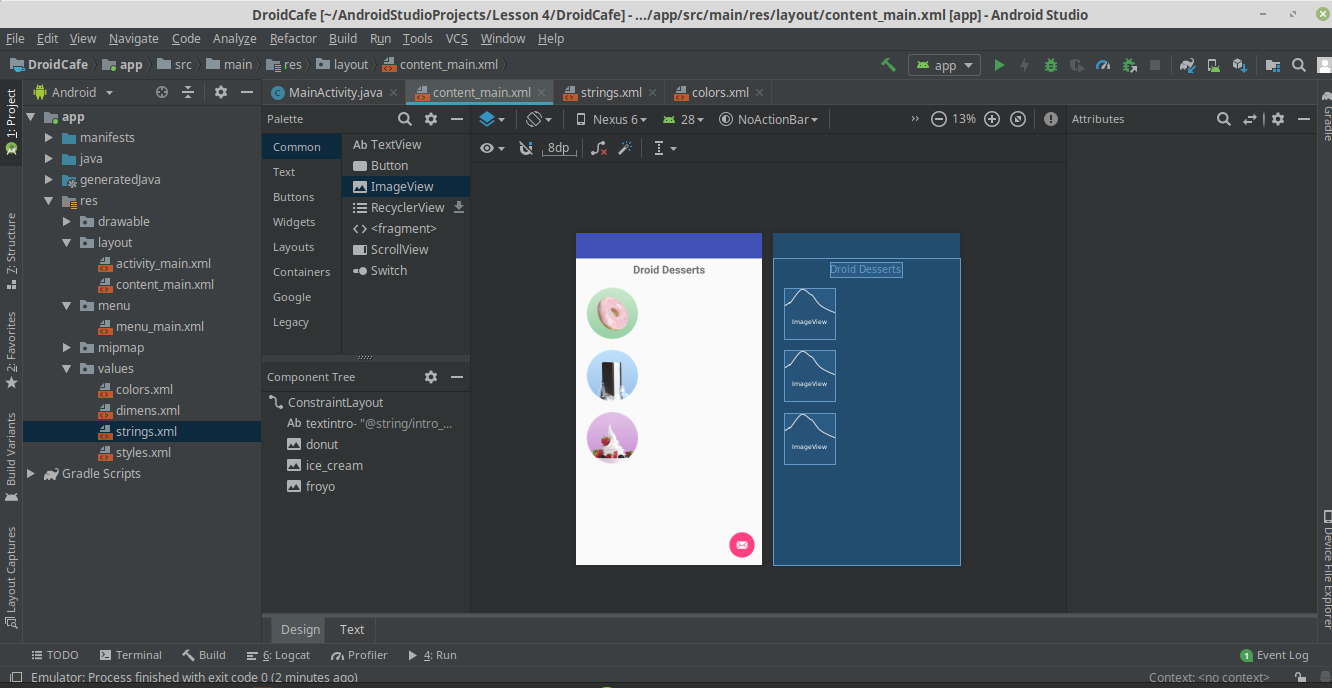 DroidCafe [~/AndroidStudioProjects/Lesson 4/DroidCafe] - .../app/src/main/res/layout/content_main.xml [app] - Android Studio
File Edit View Navigate Code Analyze Refactor Build Run Tools VCS Window Help
DroidCafe app src main res layout content_main.xml app
1: Project
Z: Structure
2: Favorites
Build Variants
Layout Captures
Android
app
manifests
java
generatedJava
res
drawable
layout
activity_main.xml
content_main.xml
menu
menu_main.xml
mipmap
values
colors.xml
dimens.xml
strings.xml
styles.xml
Gradle Scripts
MainActivity.java content_main.xml strings.xml colors.xml
Palette
Common
Text
Buttons
Widgets
Layouts
Containers
Google
Legacy
Ab TextView
Button
ImageView
RecyclerView
<> <fragment>
ScrollView
Switch
Component Tree
ConstraintLayout
Ab textintro- "@string/intro_...
donut
ice_cream
froyo
Nexus 6 28 NoActionBar >> 13%
8dp
Droid Desserts
Droid Desserts
ImageView
ImageView
ImageView
Attributes
Gradle
Device File Explorer
Design Text
TODO Terminal Build 6: Logcat Profiler 4: Run 1 Event Log
Emulator: Process finished with exit code 0 (2 minutes ago) Context: <no context>